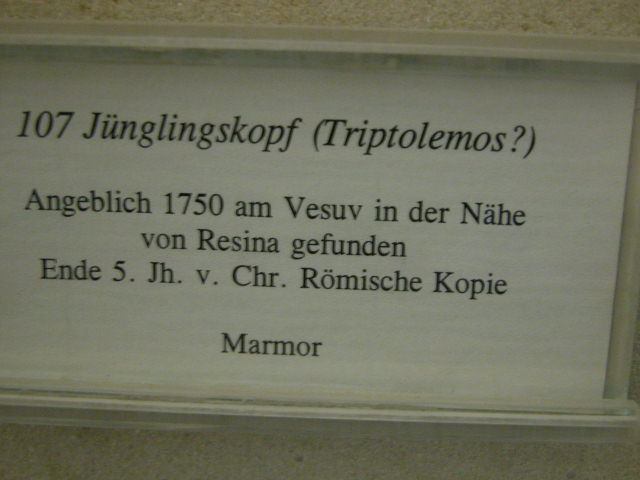 107 Jünglingskopf (Triptolemos?)
Angeblich 1750 am Vesuv in der Nähe
von Resina gefunden
Ende 5. Jh. v. Chr. Römische Kopie
Marmor